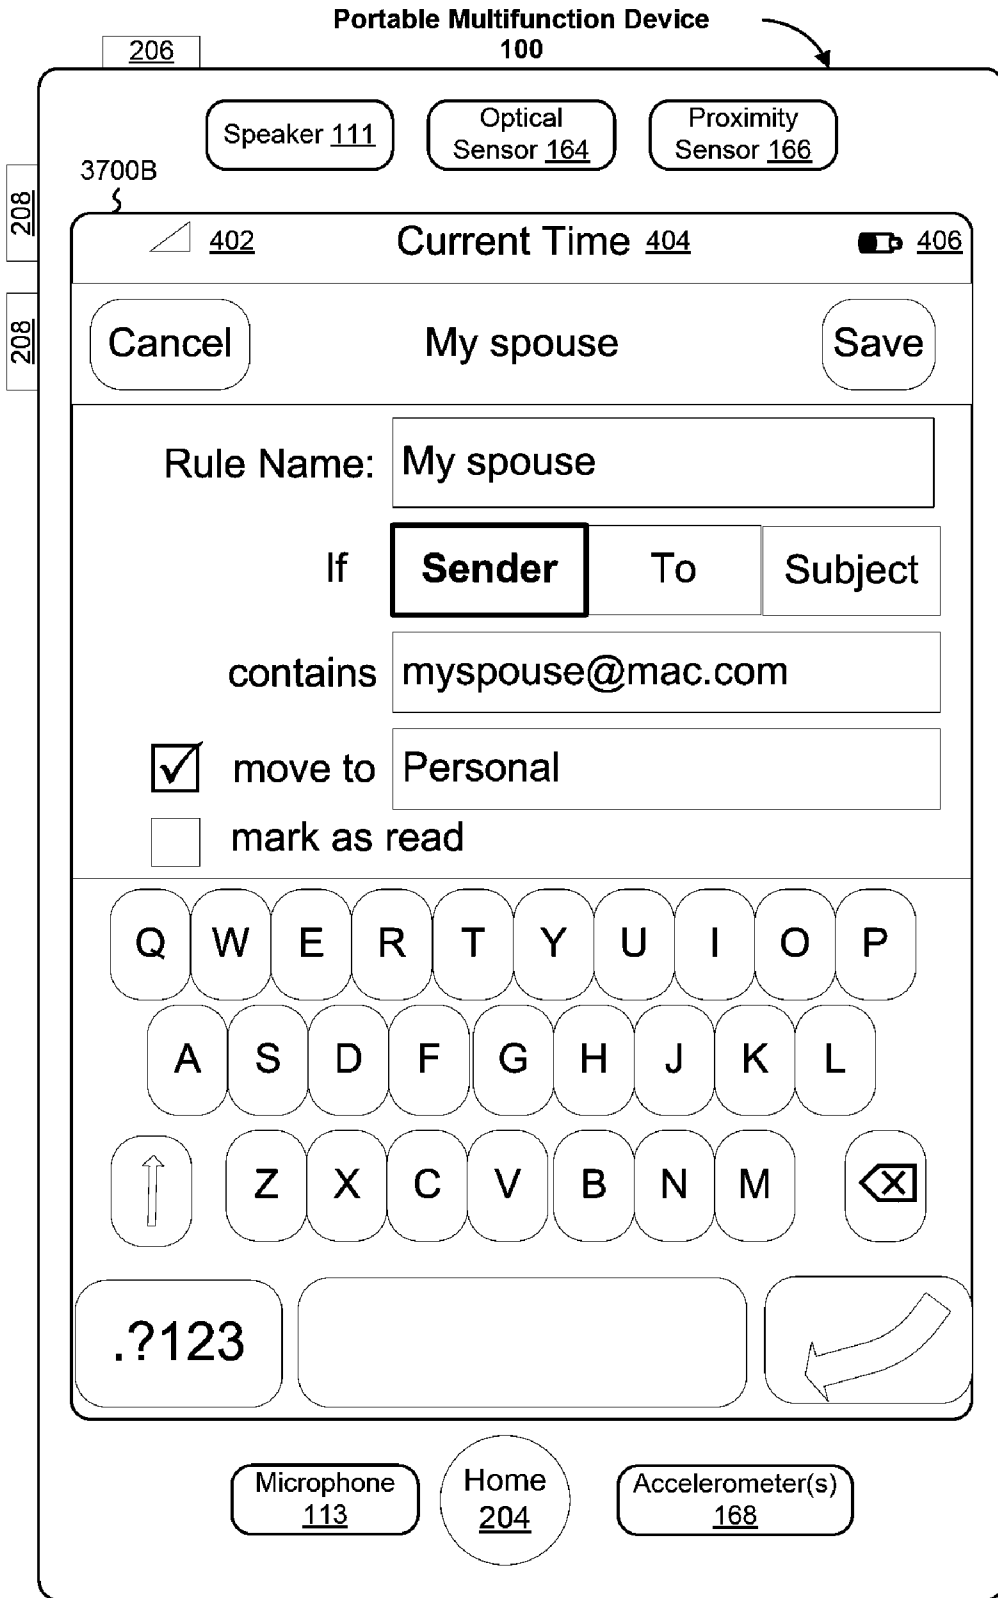 Portable Multifunction Device
100
206
Speaker 111
Optical
Sensor 164
Proximity
Sensor 166
3700B
208
208
402
Current Time 404
406
Cancel
My spouse
Save
Rule Name: My spouse
If Sender To Subject
contains myspouse@mac.com
move to Personal
mark as read
Q W E R T Y U I O P
A S D F G H J K L
Z X C V B N M
.?123
Microphone
113
Home
204
Accelerometer(s)
168